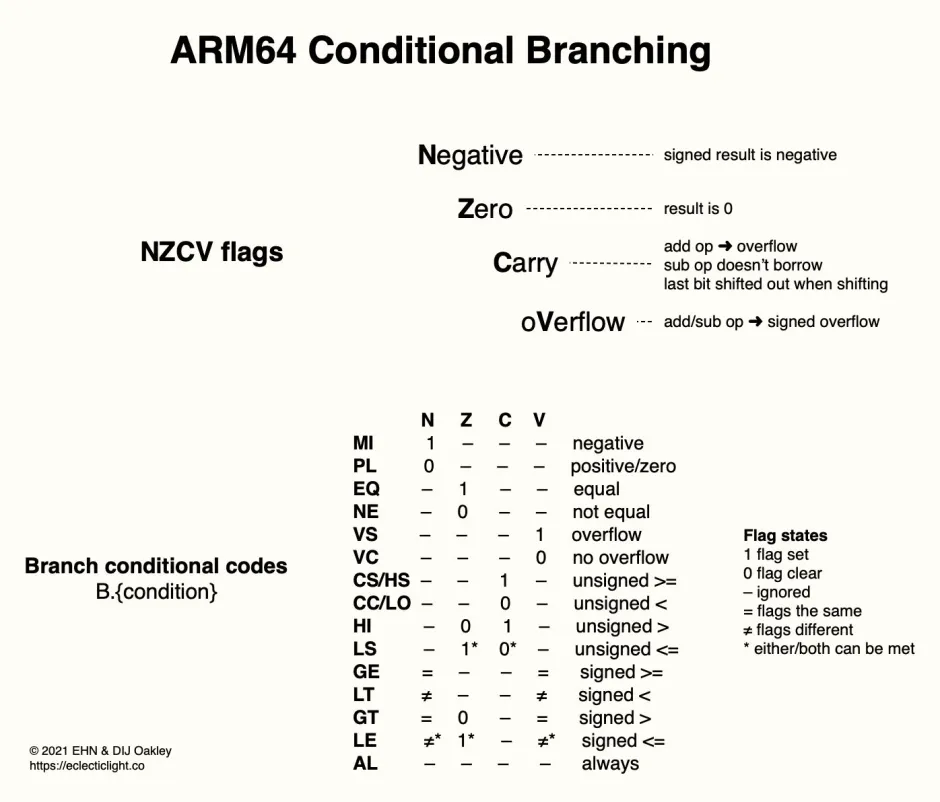 ARM64 Conditional Branching
Negative signed result is negative
Zero result is 0
NZCV flags
Carry
add op ➜ overflow
sub op doesn't borrow
last bit shifted out when shifting
oVerflow add/sub op ➜ signed overflow
N Z C V
MI 1 – – – negative
PL 0 – – – positive/zero
EQ – 1 – – equal
NE – 0 – – not equal
VS – – – 1 overflow
VC – – – 0 no overflow
CS/HS – – 1 – unsigned >=
CC/LO – – 0 – unsigned <
HI – 0 1 – unsigned >
LS – 1* 0* – unsigned <=
GE = – – = signed >=
LT ≠ – – ≠ signed <
GT = 0 – = signed >
LE ≠* 1* – ≠* signed <=
AL – – – – always
Branch conditional codes
B.{condition}
Flag states
1 flag set
0 flag clear
– ignored
= flags the same
≠ flags different
* either/both can be met
© 2021 EHN & DIJ Oakley
https://eclecticlight.co